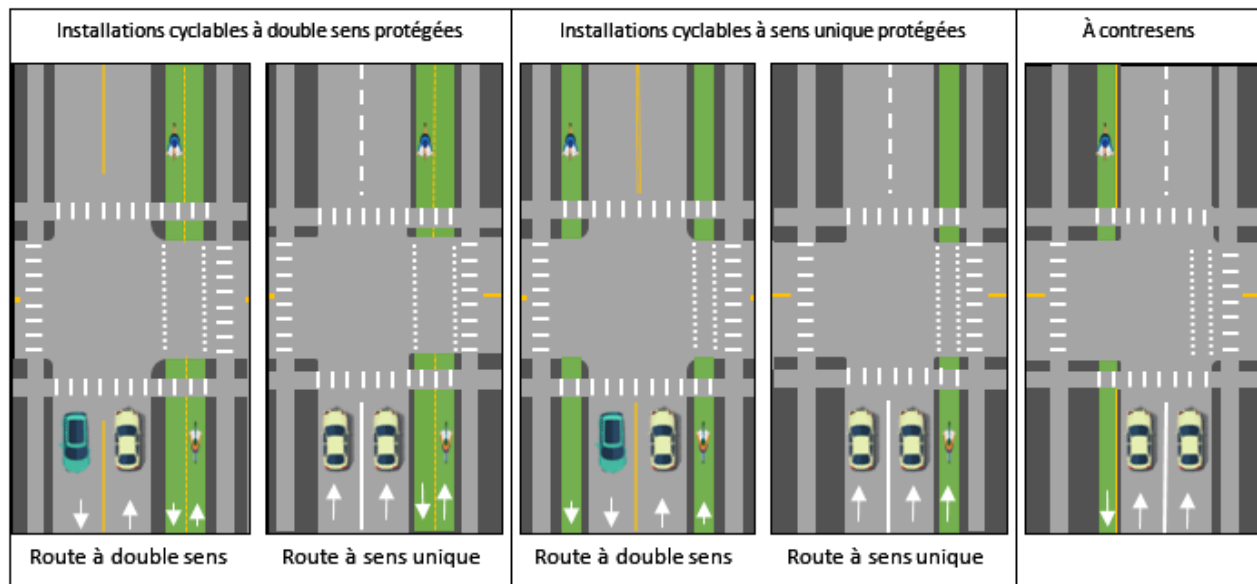 Installations cyclables à double sens protégées
Installations cyclables à sens unique protégées
À contresens
Route à double sens
Route à sens unique
Route à double sens
Route à sens unique